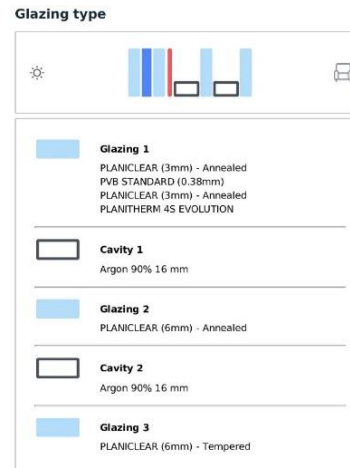 Glazing type
Glazing 1
PLANICLEAR (3mm) - Annealed
PVB STANDARD (0.38mm)
PLANICLEAR (3mm) - Annealed
PLANITHERM 4S EVOLUTION
Cavity 1
Argon 90% 16 mm
Glazing 2
PLANICLEAR (6mm) - Annealed
Cavity 2
Argon 90% 16 mm
Glazing 3
PLANICLEAR (6mm) - Tempered